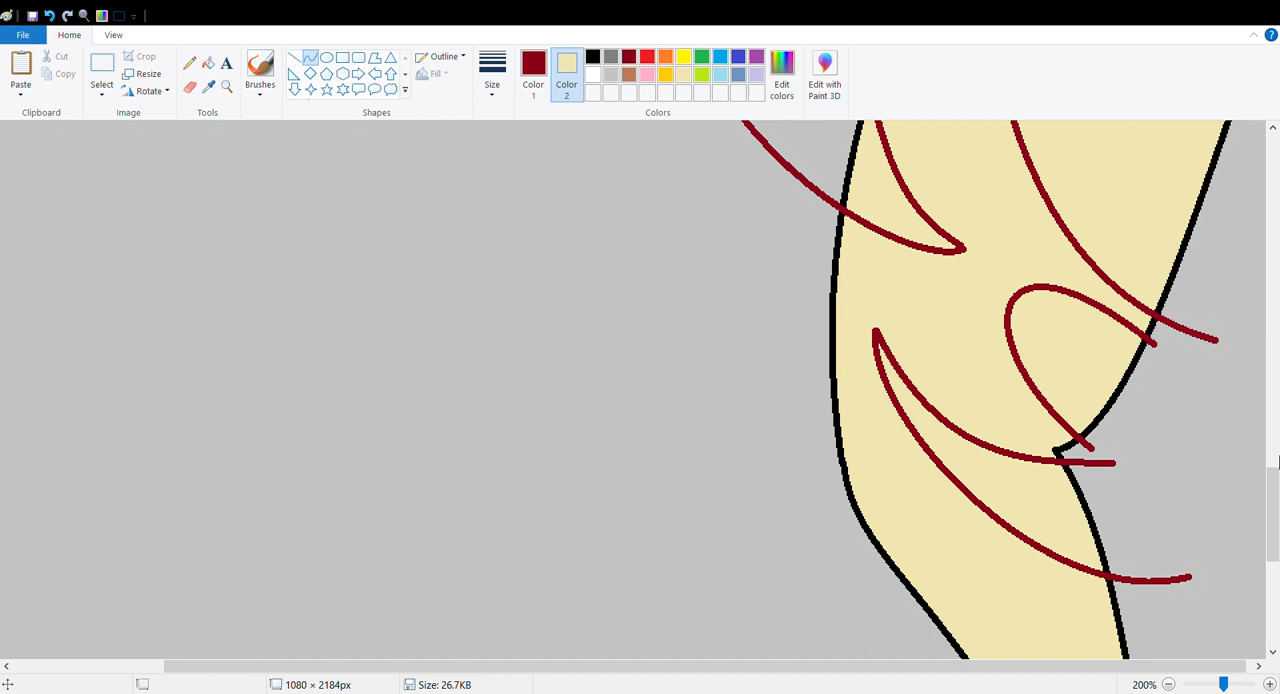 File Home View
Paste
Cut
Copy
Clipboard
Select
Crop
Resize
Rotate
Image
A
Tools
Brushes
Outline
Fill
Shapes
Size
Color 1
Color 2
Edit colors
Colors
Edit with Paint 3D
?
1080 × 2184px
Size: 26.7KB
200%